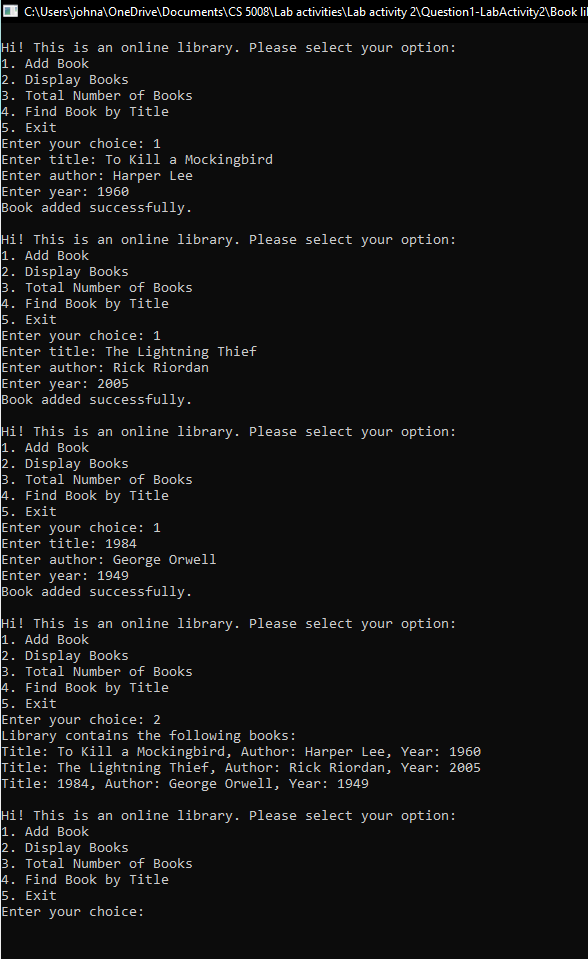 C:\Users\johna\OneDrive\Documents\CS 5008\Lab activities\Lab activity 2\Question1-LabActivity2\Book li
Hi! This is an online library. Please select your option:
1. Add Book
2. Display Books
3. Total Number of Books
4. Find Book by Title
5. Exit
Enter your choice: 1
Enter title: To Kill a Mockingbird
Enter author: Harper Lee
Enter year: 1960
Book added successfully.
Hi! This is an online library. Please select your option:
1. Add Book
2. Display Books
3. Total Number of Books
4. Find Book by Title
5. Exit
Enter your choice: 1
Enter title: The Lightning Thief
Enter author: Rick Riordan
Enter year: 2005
Book added successfully.
Hi! This is an online library. Please select your option:
1. Add Book
2. Display Books
3. Total Number of Books
4. Find Book by Title
5. Exit
Enter your choice: 1
Enter title: 1984
Enter author: George Orwell
Enter year: 1949
Book added successfully.
Hi! This is an online library. Please select your option:
1. Add Book
2. Display Books
3. Total Number of Books
4. Find Book by Title
5. Exit
Enter your choice: 2
Library contains the following books:
Title: To Kill a Mockingbird, Author: Harper Lee, Year: 1960
Title: The Lightning Thief, Author: Rick Riordan, Year: 2005
Title: 1984, Author: George Orwell, Year: 1949
Hi! This is an online library. Please select your option:
1. Add Book
2. Display Books
3. Total Number of Books
4. Find Book by Title
5. Exit
Enter your choice: